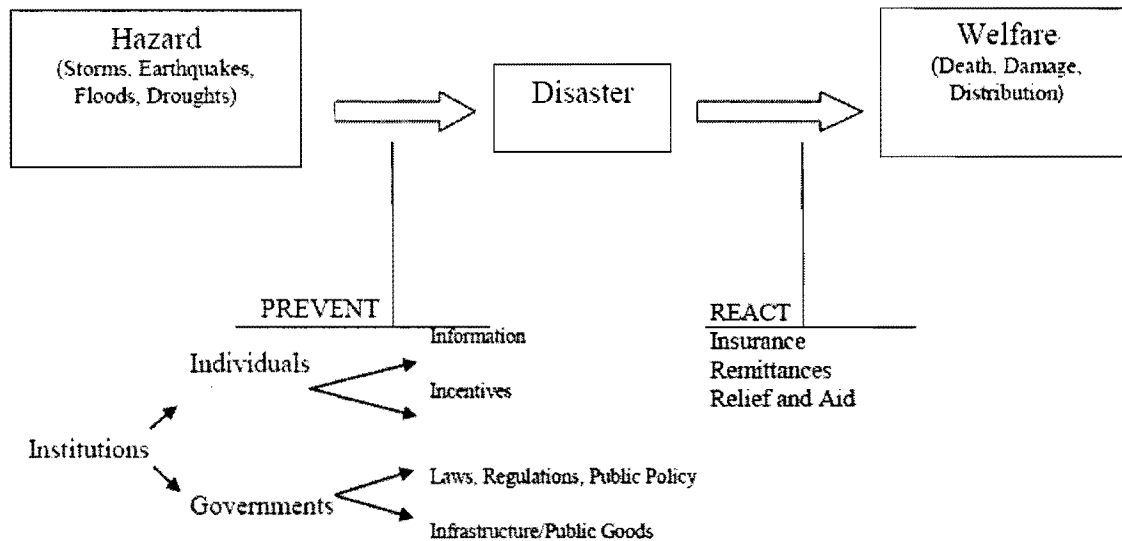 Hazard
(Storms, Earthquakes,
Floods, Droughts)
Disaster
Welfare
(Death, Damage,
Distribution)
PREVENT
Individuals
Institutions
Governments
Information
Incentives
Laws, Regulations, Public Policy
Infrastructure/Public Goods
REACT
Insurance
Remittances
Relief and Aid